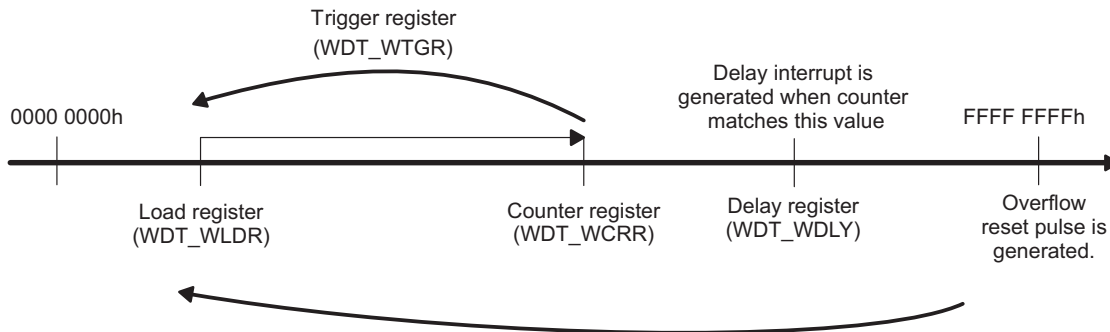 Trigger register
(WDT_WTGR)
Delay interrupt is
generated when counter
matches this value
0000 0000h
FFFF FFFFh
Load register
(WDT_WLDR)
Counter register
(WDT_WCRR)
Delay register
(WDT_WDLY)
Overflow
reset pulse is
generated.